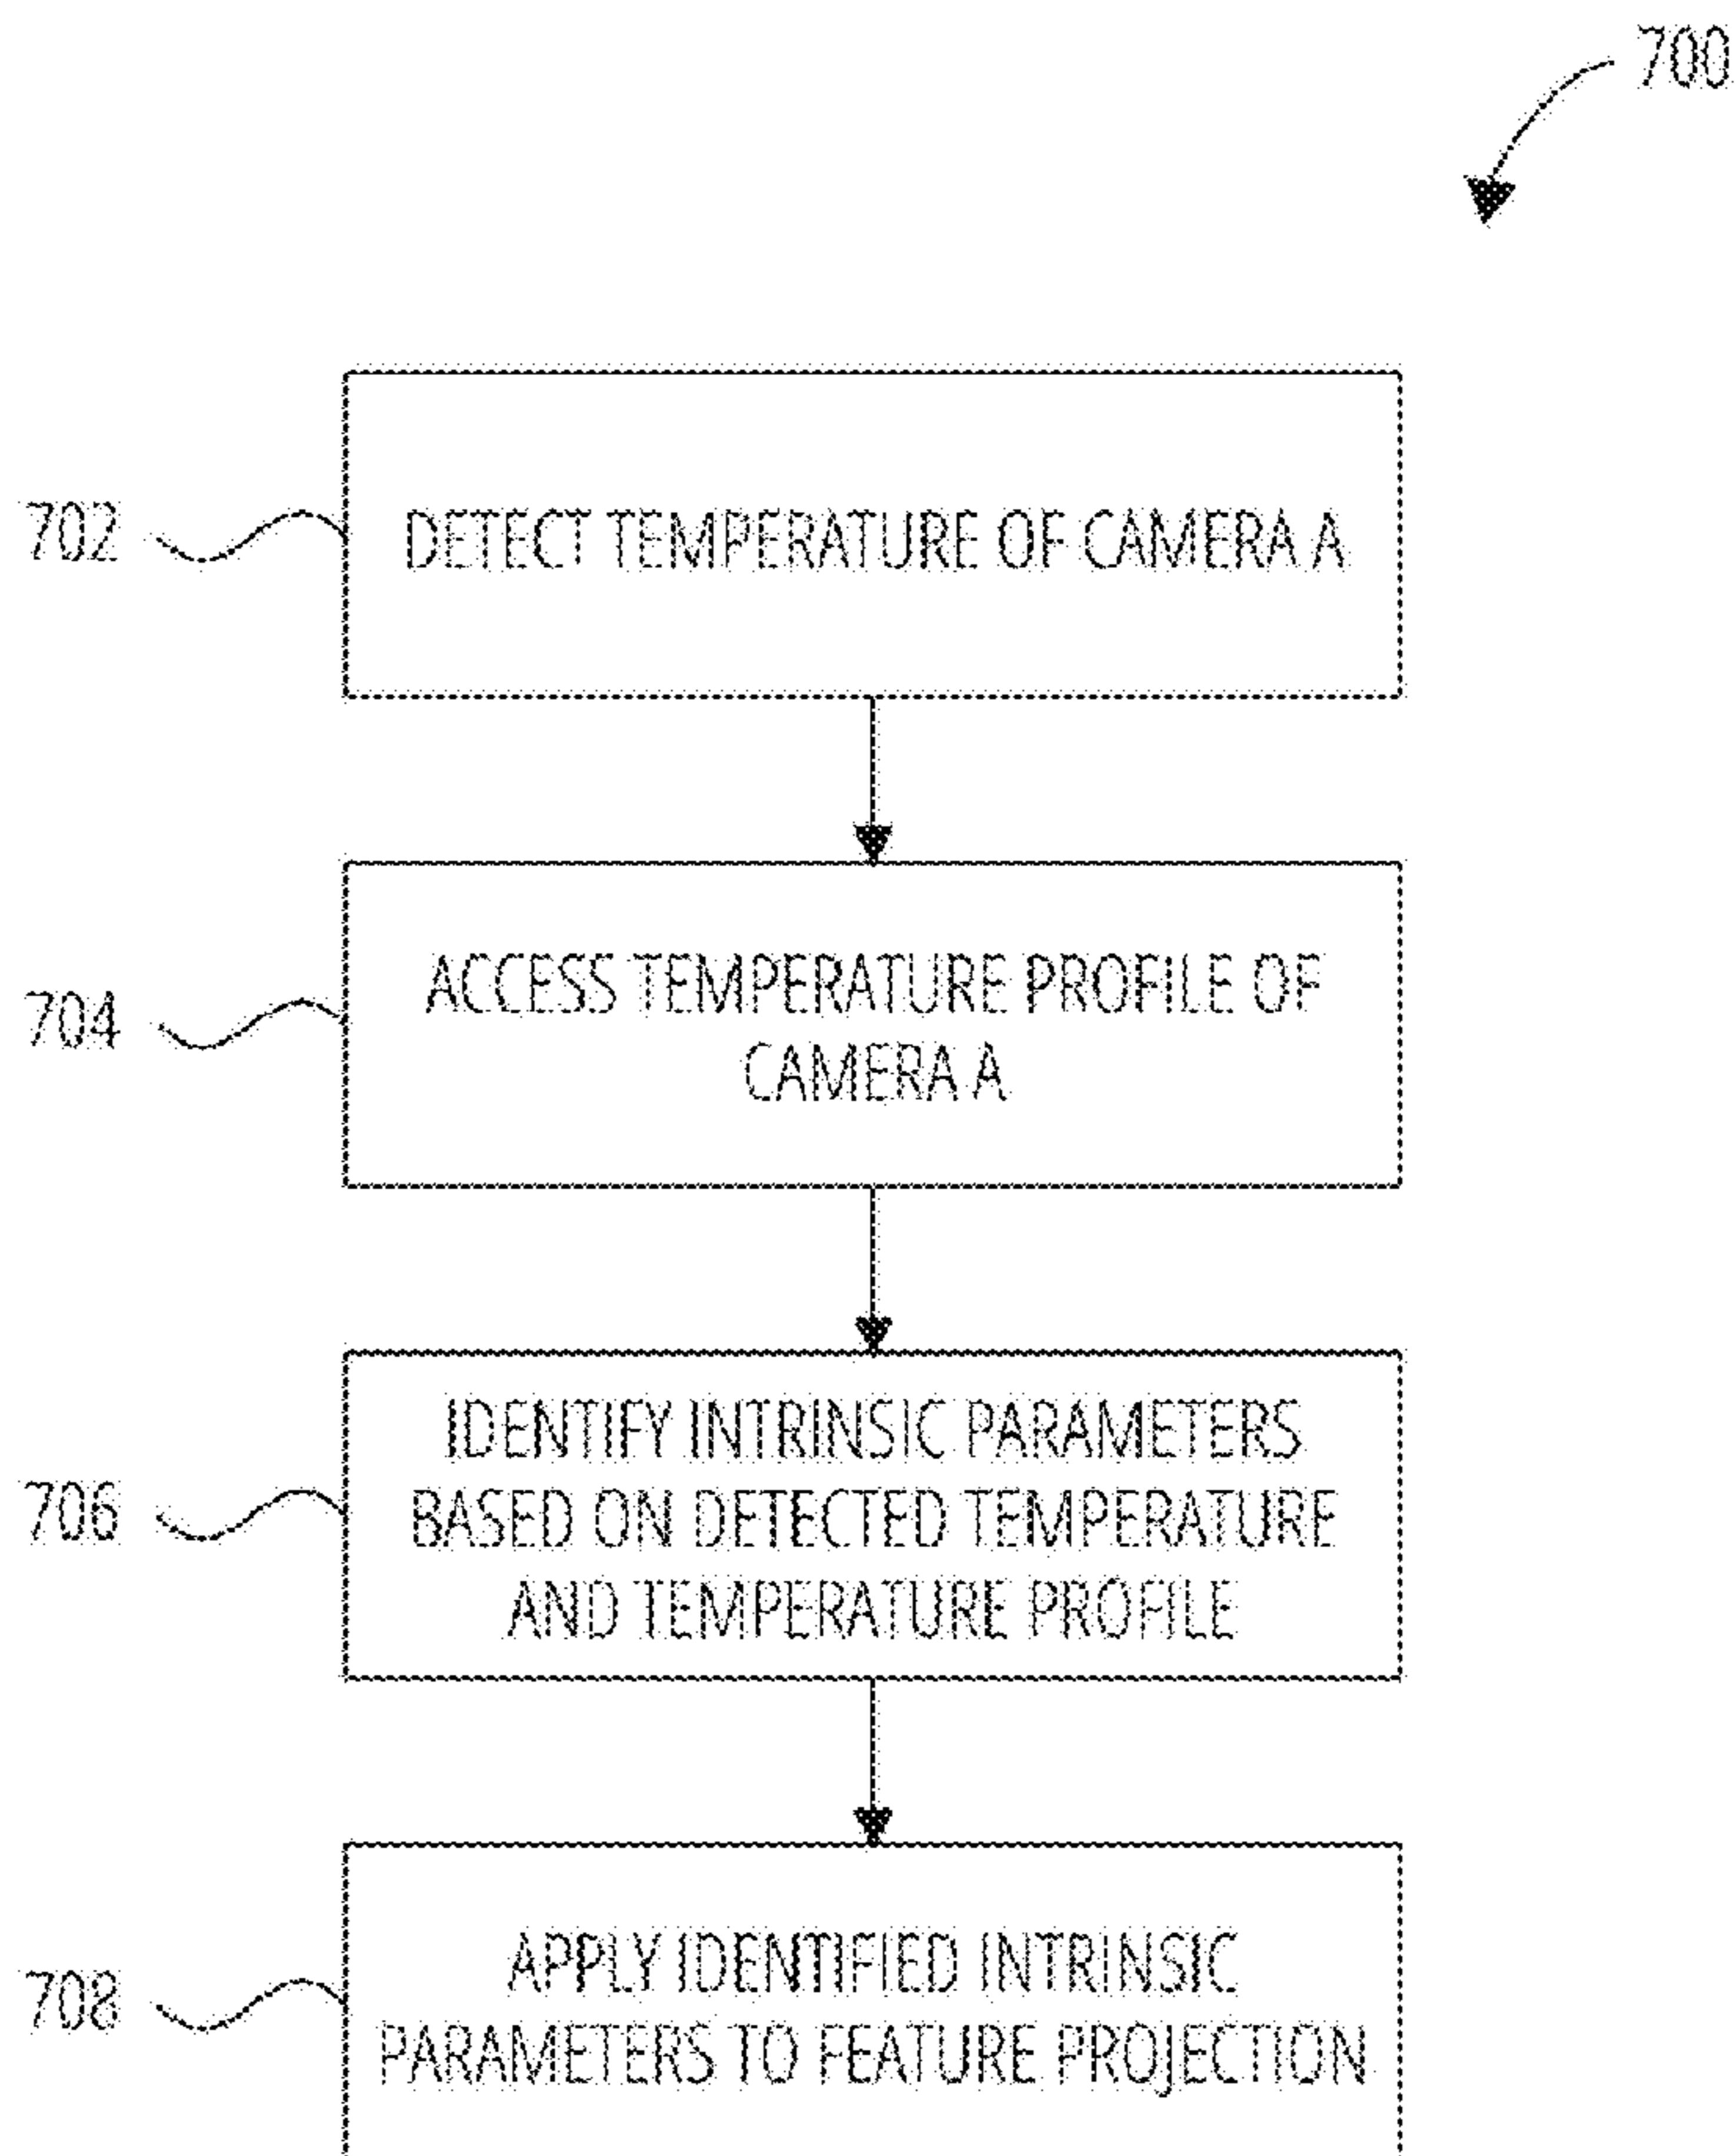 700
702
DETECT TEMPERATURE OF CAMERA A
704
ACCESS TEMPERATURE PROFILE OF
CAMERA A
706
IDENTIFY INTRINSIC PARAMETERS
BASED ON DETECTED TEMPERATURE
AND TEMPERATURE PROFILE
708
APPLY IDENTIFIED INTRINSIC
PARAMETERS TO FEATURE PROJECTION